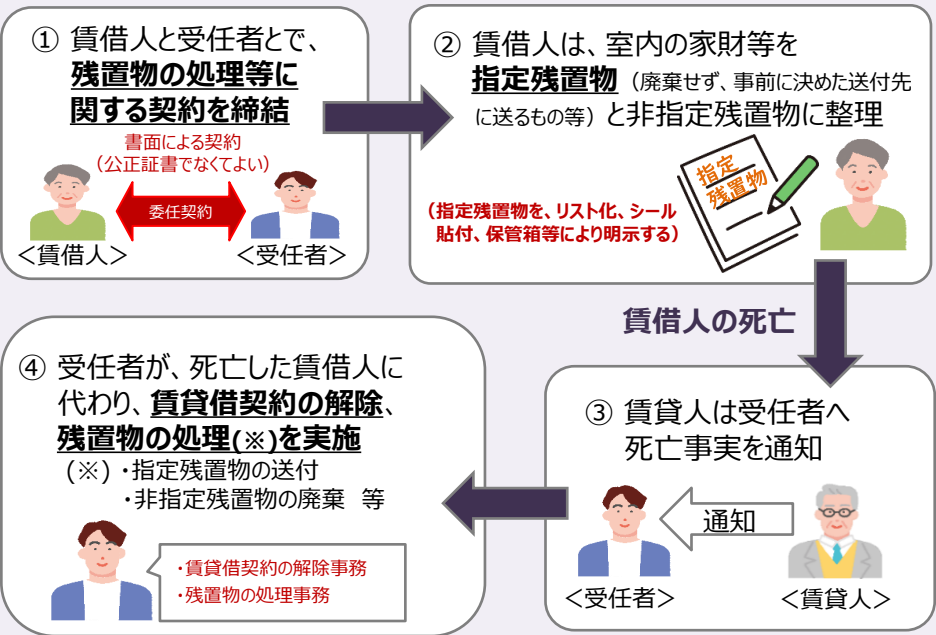 ① 賃借人と受任者とで、
残置物の処理等に
関する契約を締結
書面による契約
（公正証書でなくてよい）
委任契約
＜賃借人＞
＜受任者＞
② 賃借人は、室内の家財等を
指定残置物（廃棄せず、事前に決めた送付先
に送るもの等）と非指定残置物に整理
指定
残置物
（指定残置物を、リスト化、シール
貼付、保管箱等により明示する）
賃借人の死亡
③ 賃貸人は受任者へ
死亡事実を通知
通知
＜受任者＞
＜賃貸人＞
④ 受任者が、死亡した賃借人に
代わり、賃貸借契約の解除、
残置物の処理(※)を実施
(※)・指定残置物の送付
・非指定残置物の廃棄 等
・賃貸借契約の解除事務
・残置物の処理事務